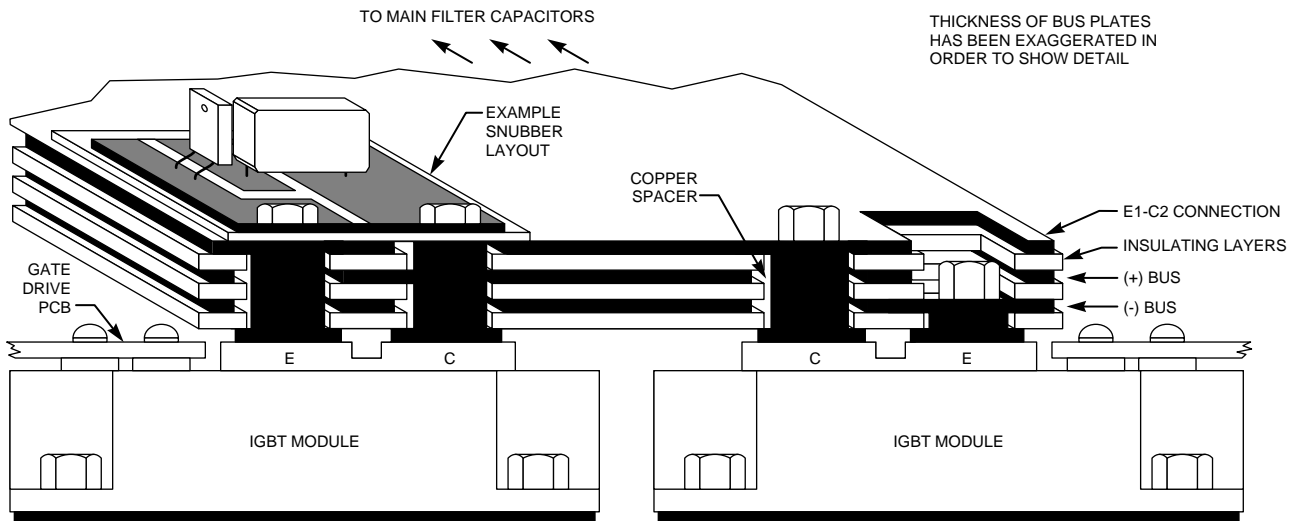 TO MAIN FILTER CAPACITORS
THICKNESS OF BUS PLATES
HAS BEEN EXAGGERATED IN
ORDER TO SHOW DETAIL
EXAMPLE
SNUBBER
LAYOUT
COPPER
SPACER
E1-C2 CONNECTION
INSULATING LAYERS
(+) BUS
(-) BUS
GATE
DRIVE
PCB
E
C
C
E
IGBT MODULE
IGBT MODULE